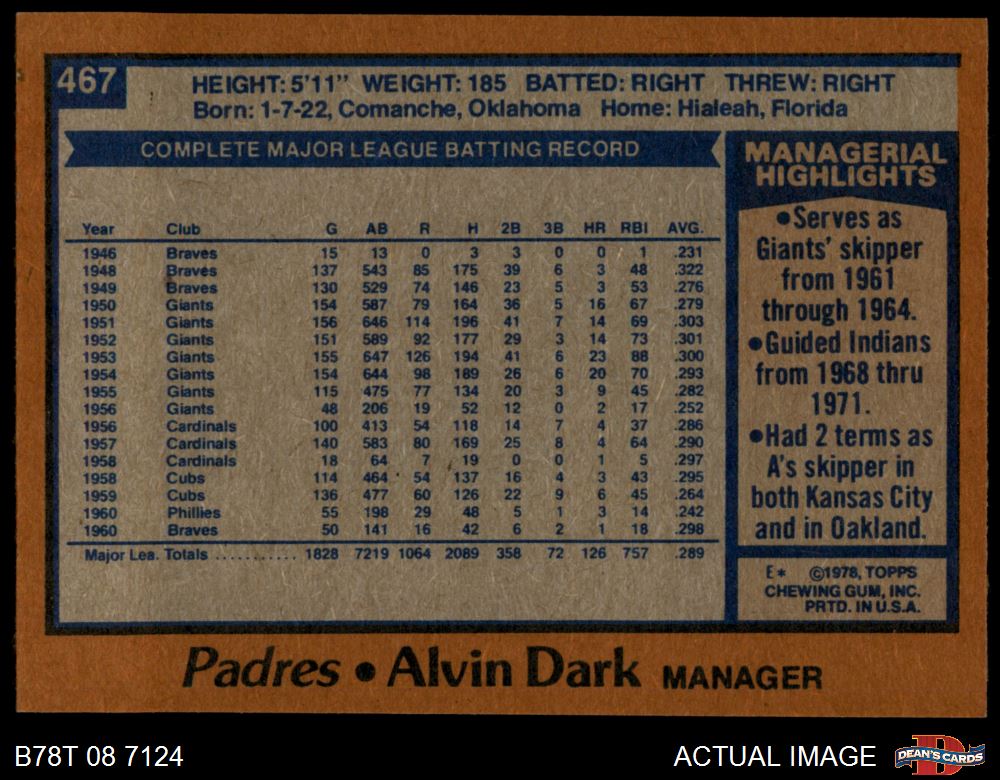 467
HEIGHT: 5'11" WEIGHT: 185 BATTED: RIGHT THREW: RIGHT
Born: 1-7-22, Comanche, Oklahoma Home: Hialeah, Florida
COMPLETE MAJOR LEAGUE BATTING RECORD
Year Club G AB R H 2B 3B HR RBI AVG.
1946 Braves 15 13 0 3 3 0 0 1 .231
1948 Braves 137 543 85 175 39 6 3 48 .322
1949 Braves 130 529 74 146 23 5 3 53 .276
1950 Giants 154 587 79 164 36 5 16 67 .279
1951 Giants 156 646 114 196 41 7 14 69 .303
1952 Giants 151 589 92 177 29 3 14 73 .301
1953 Giants 155 647 126 194 41 6 23 88 .300
1954 Giants 154 644 98 189 26 6 20 70 .293
1955 Giants 115 475 77 134 20 3 9 45 .282
1956 Giants 48 206 19 52 12 0 2 17 .252
1956 Cardinals 100 413 54 118 14 7 4 37 .286
1957 Cardinals 140 583 80 169 25 8 4 64 .290
1958 Cardinals 18 64 7 19 0 0 1 5 .297
1958 Cubs 114 464 54 137 16 4 3 43 .295
1959 Cubs 136 477 60 126 22 9 6 45 .264
1960 Phillies 55 198 29 48 5 1 3 14 .242
1960 Braves 50 141 16 42 6 2 1 18 .298
Major Lea. Totals ........... 1828 7219 1064 2089 358 72 126 757 .289
MANAGERIAL
HIGHLIGHTS
●Serves as
Giants' skipper
from 1961
through 1964.
●Guided Indians
from 1968 thru
1971.
●Had 2 terms as
A's skipper in
both Kansas City
and in Oakland.
E* ©1978, TOPPS
CHEWING GUM, INC.
PRTD. IN U.S.A.
Padres ● Alvin Dark MANAGER
B78T 08 7124
ACTUAL IMAGE
D
DEAN'S CARDS